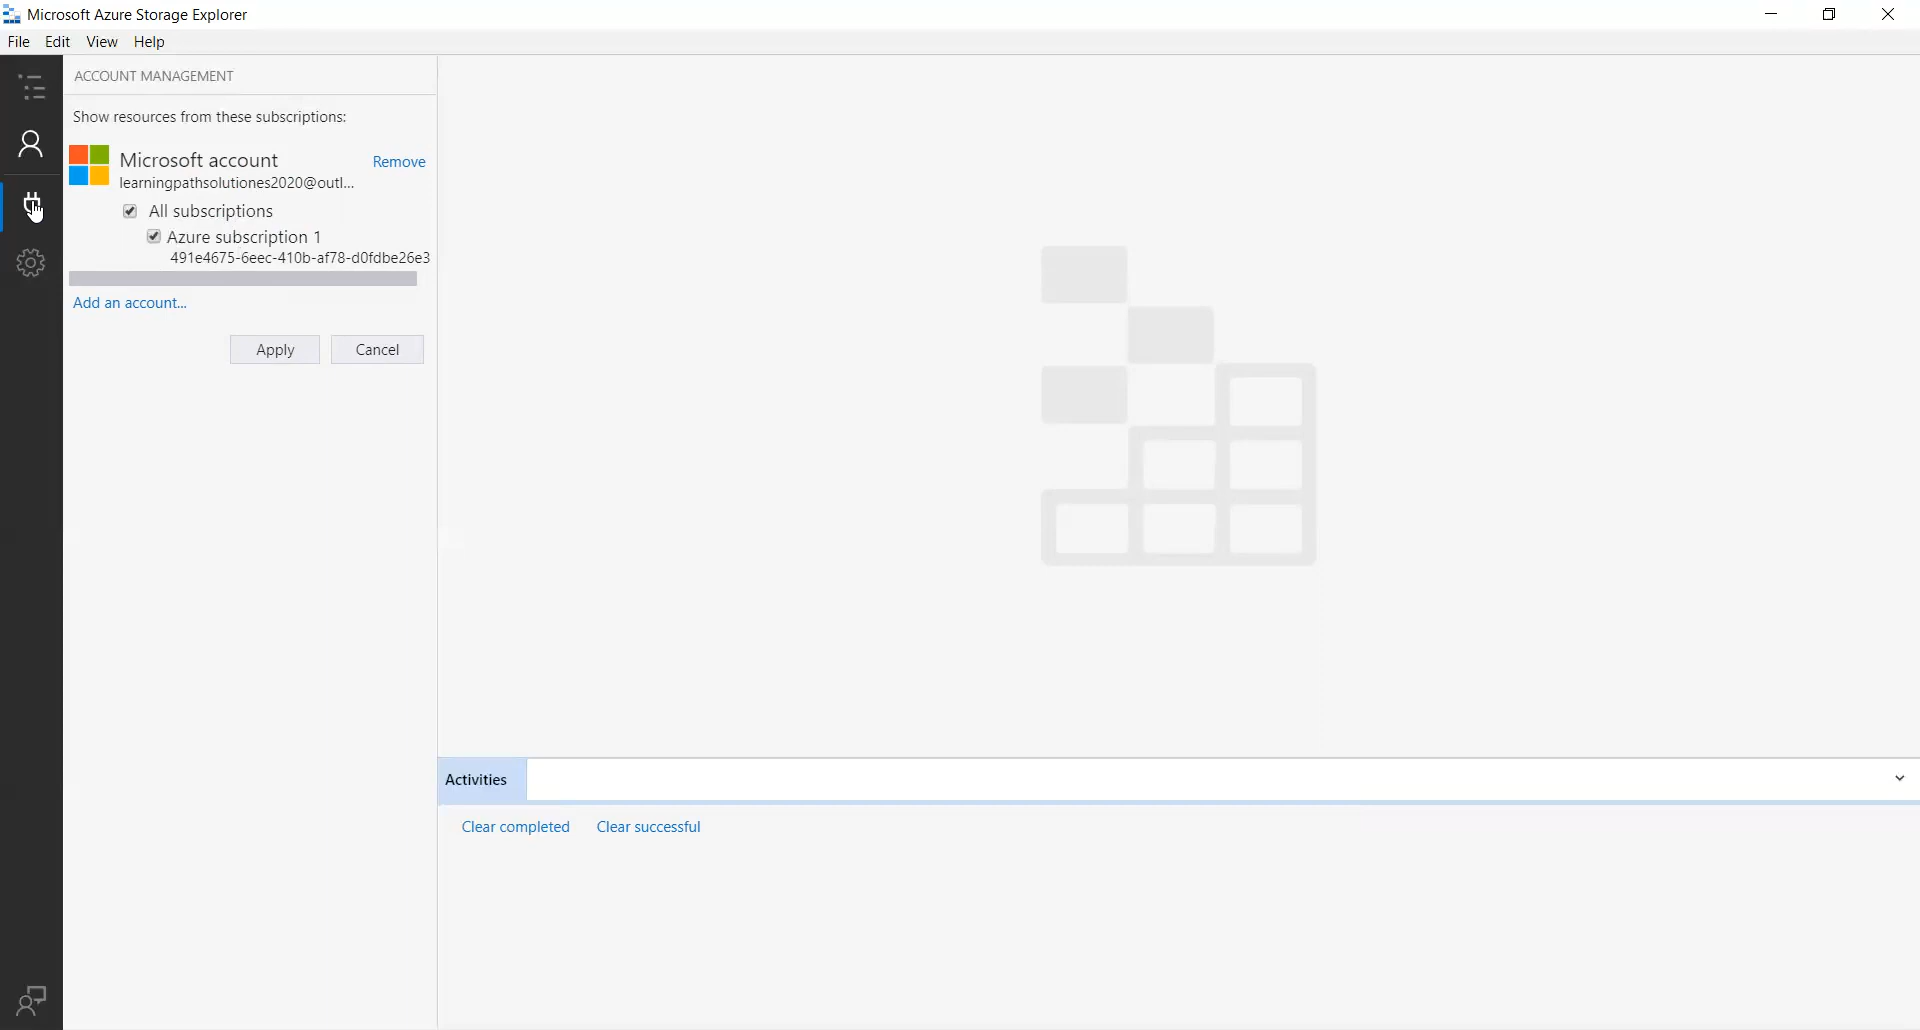 Microsoft Azure Storage Explorer
File Edit View Help
ACCOUNT MANAGEMENT
Show resources from these subscriptions:
Microsoft account
Remove
learningpathsolutiones2020@outl...
All subscriptions
Azure subscription 1
491e4675-6eec-410b-af78-d0fdbe26e3
Add an account...
Apply Cancel
Activities
Clear completed Clear successful